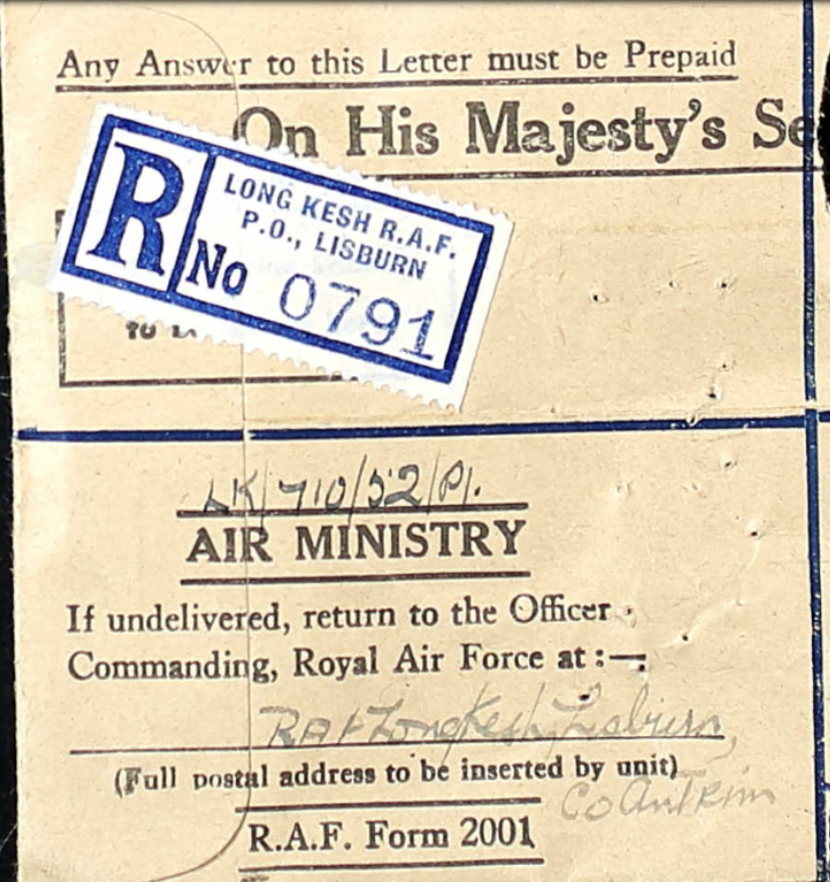 Any Answer to this Letter must be Prepaid
On His Majesty's Se
R
LONG KESH R.A.F.
P.O., LISBURN
No 0791
LK/710/52/P1.
AIR MINISTRY
If undelivered, return to the Officer
Commanding, Royal Air Force at :—
RAF Long Kesh, Lisburn,
(Full postal address to be inserted by unit)
Co Antrim
R.A.F. Form 2001